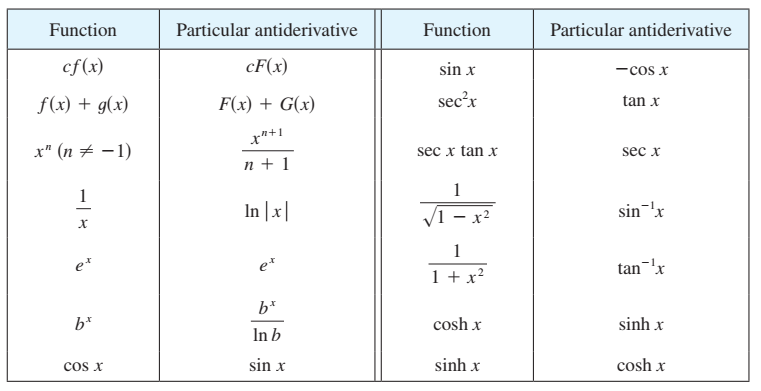 Function Particular antiderivative Function Particular antiderivative
cf(x) cF(x) sin x −cos x
f(x) + g(x) F(x) + G(x) sec²x tan x
xⁿ (n ≠ −1) xⁿ⁺¹/(n + 1) sec x tan x sec x
1/x ln |x| 1/√(1 − x²) sin⁻¹x
eˣ eˣ 1/(1 + x²) tan⁻¹x
bˣ bˣ/ln b cosh x sinh x
cos x sin x sinh x cosh x